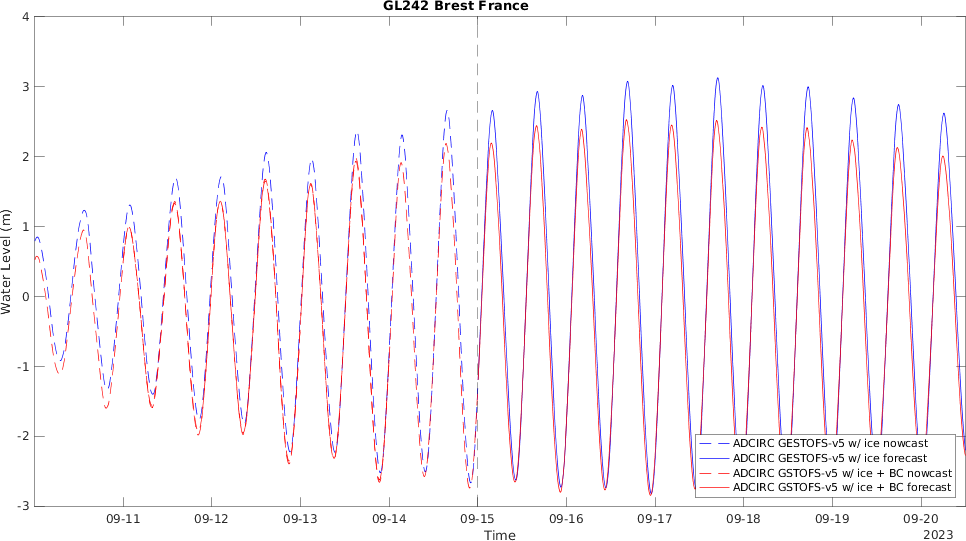 GL242 Brest France
4
3
2
1
0
-1
-2
-3
Water Level (m)
09-11
09-12
09-13
09-14
09-15
09-16
09-17
09-18
09-19
09-20
Time
2023
ADCIRC GESTOFS-v5 w/ ice nowcast
ADCIRC GESTOFS-v5 w/ ice forecast
ADCIRC GSTOFS-v5 w/ ice + BC nowcast
ADCIRC GSTOFS-v5 w/ ice + BC forecast